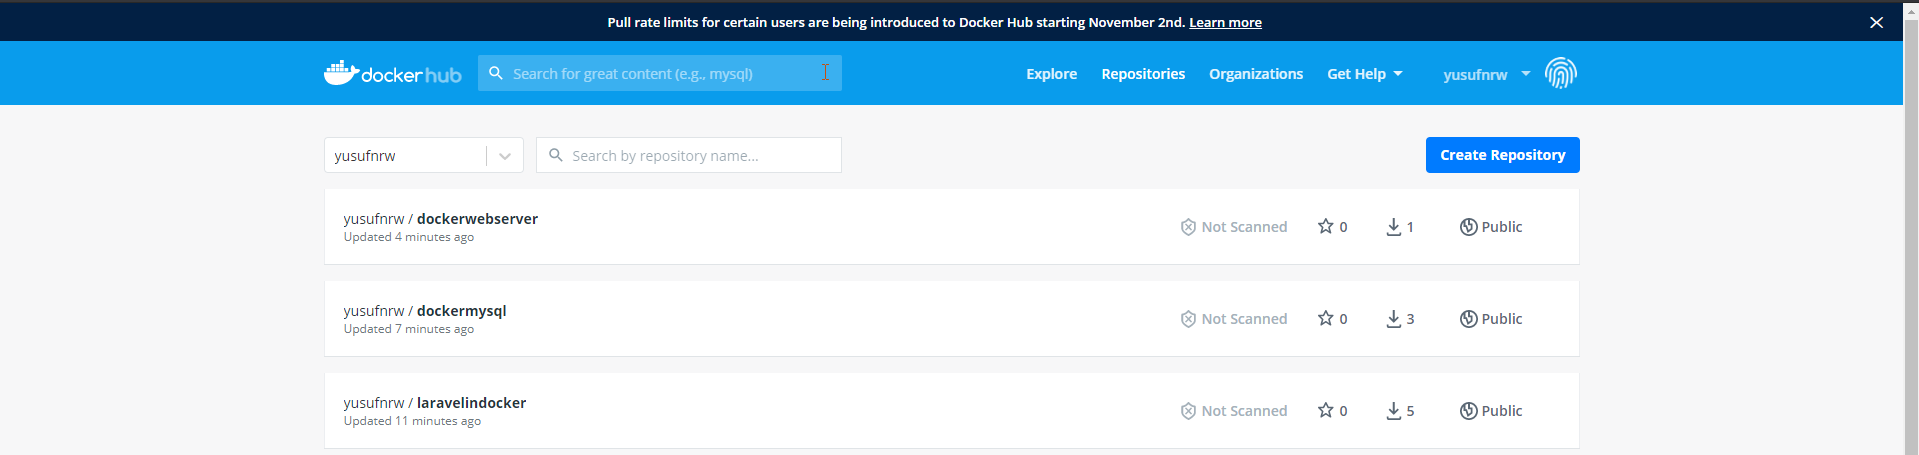 Pull rate limits for certain users are being introduced to Docker Hub starting November 2nd. Learn more
docker hub Search for great content (e.g., mysql) Explore Repositories Organizations Get Help yusufnrw
yusufnrw Search by repository name... Create Repository
yusufnrw / dockerwebserver
Updated 4 minutes ago
Not Scanned 0 1 Public
yusufnrw / dockermysql
Updated 7 minutes ago
Not Scanned 0 3 Public
yusufnrw / laravelindocker
Updated 11 minutes ago
Not Scanned 0 5 Public